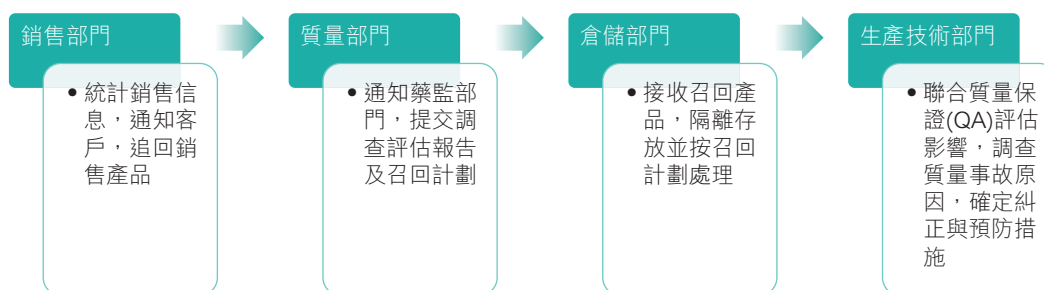 銷售部門
• 統計銷售信
息，通知客
戶，追回銷
售產品
質量部門
• 通知藥監部
門，提交調
查評估報告
及召回計劃
倉儲部門
• 接收召回產
品，隔離存
放並按召回
計劃處理
生產技術部門
• 聯合質量保
證(QA)評估
影響，調查
質量事故原
因，確定糾
正與預防措
施